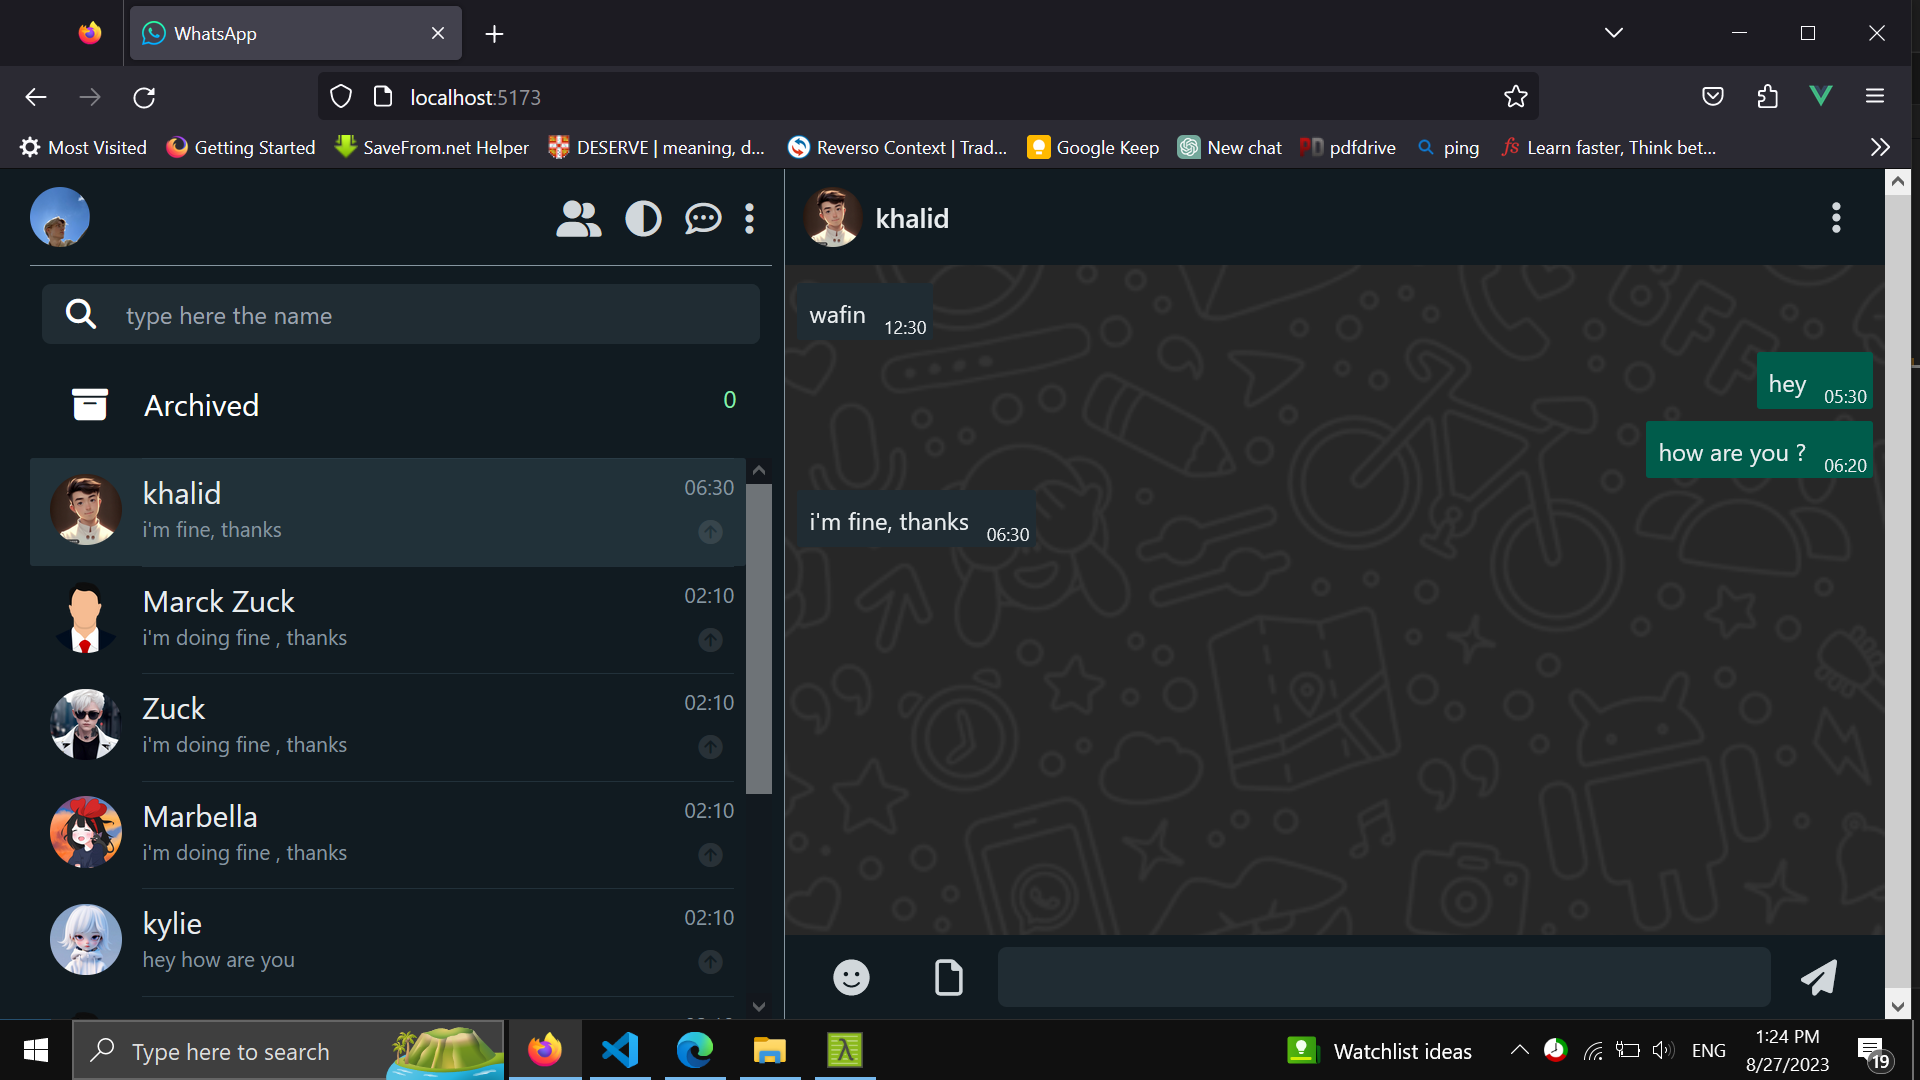 WhatsApp
localhost:5173
Most Visited
Getting Started
SaveFrom.net Helper
DESERVE | meaning, d...
Reverso Context | Trad...
Google Keep
New chat
PD pdfdrive
ping
fs Learn faster, Think bet...
khalid
type here the name
wafin 12:30
Archived 0
hey 05:30
how are you ? 06:20
i'm fine, thanks 06:30
khalid 06:30
i'm fine, thanks
Marck Zuck 02:10
i'm doing fine , thanks
Zuck 02:10
i'm doing fine , thanks
Marbella 02:10
i'm doing fine , thanks
kylie 02:10
hey how are you
Type here to search
Watchlist ideas
ENG
1:24 PM
8/27/2023
19